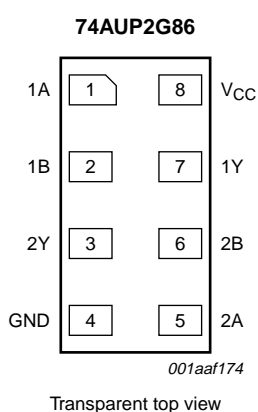 74AUP2G86
1A 1 8 VCC
1B 2 7 1Y
2Y 3 6 2B
GND 4 5 2A
001aaf174
Transparent top view